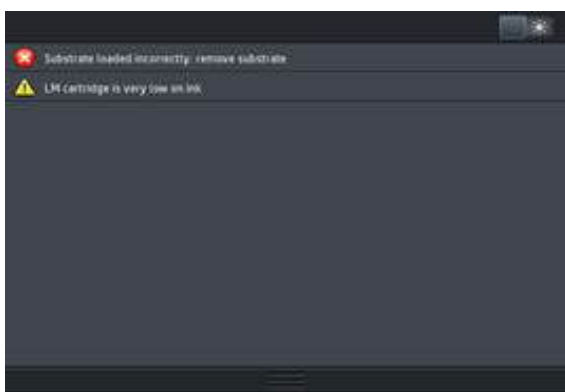 Substrate loaded incorrectly: remove substrate
LM cartridge is very low on ink